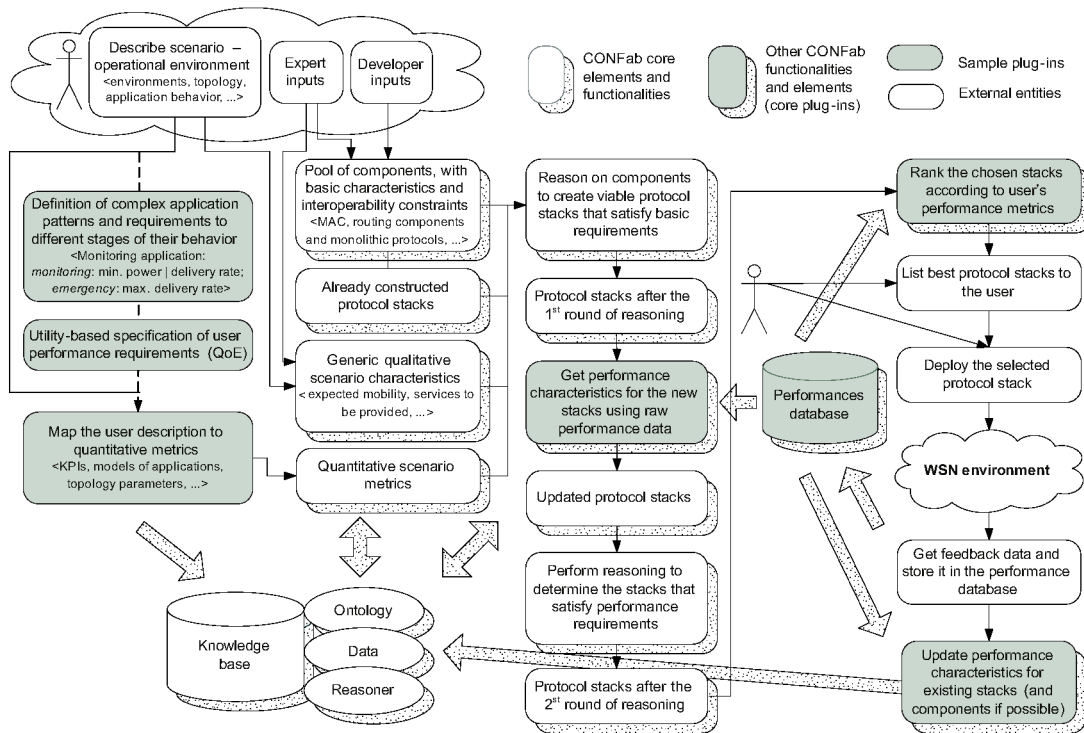 Describe scenario –
operational environment
<environments, topology,
application behavior, ...>
Expert
inputs
Developer
inputs
CONFab core
elements and
functionalities
Other CONFab
functionalities
and elements
(core plug-ins)
Sample plug-ins
External entities
Definition of complex application
patterns and requirements to
different stages of their behavior
<Monitoring application:
monitoring: min. power | delivery rate;
emergency: max. delivery rate>
Utility-based specification of user
performance requirements (QoE)
Map the user description to
quantitative metrics
<KPIs, models of applications,
topology parameters, ...>
Pool of components, with
basic characteristics and
interoperability constraints
<MAC, routing components
and monolithic protocols, ...>
Already constructed
protocol stacks
Generic qualitative
scenario characteristics
< expected mobility, services to
be provided, ...>
Quantitative scenario
metrics
Reason on components
to create viable protocol
stacks that satisfy basic
requirements
Protocol stacks after the
1st round of reasoning
Get performance
characteristics for the new
stacks using raw
performance data
Updated protocol stacks
Perform reasoning to
determine the stacks that
satisfy performance
requirements
Protocol stacks after the
2st round of reasoning
Performances
database
Rank the chosen stacks
according to user's
performance metrics
List best protocol stacks to
the user
Deploy the selected
protocol stack
WSN environment
Get feedback data and
store it in the performance
database
Update performance
characteristics for
existing stacks (and
components if possible)
Knowledge
base
Ontology
Data
Reasoner